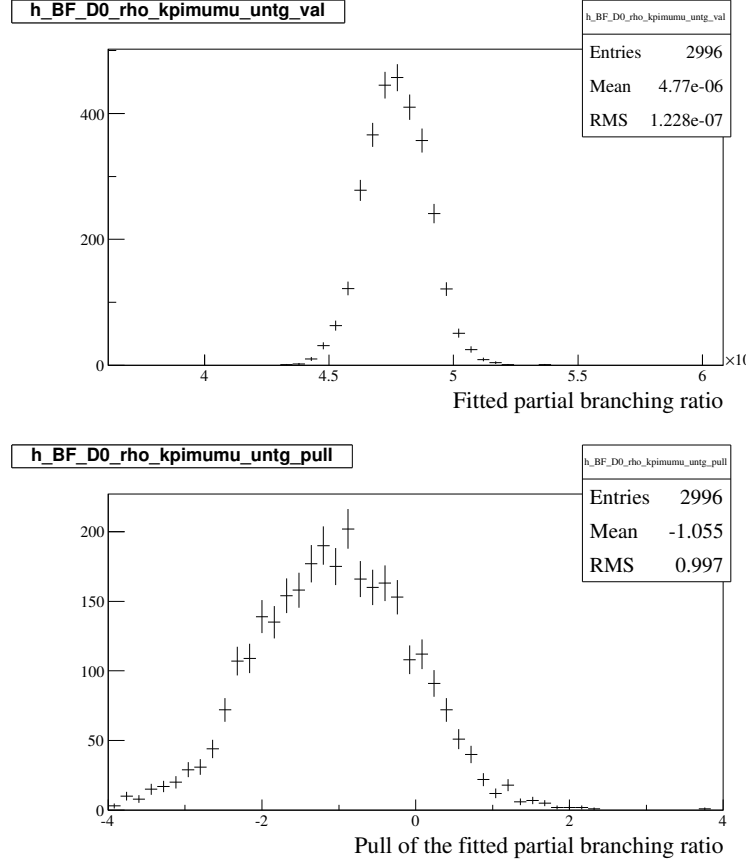 h_BF_D0_rho_kpimumu_untg_val
h_BF_D0_rho_kpimumu_untg_val
Entries 2996
Mean 4.77e-06
RMS 1.228e-07
400
200
0
4 4.5 5 5.5 6
×10
Fitted partial branching ratio
h_BF_D0_rho_kpimumu_untg_pull
h_BF_D0_rho_kpimumu_untg_pull
Entries 2996
Mean -1.055
RMS 0.997
200
150
100
50
0
-4 -2 0 2 4
Pull of the fitted partial branching ratio